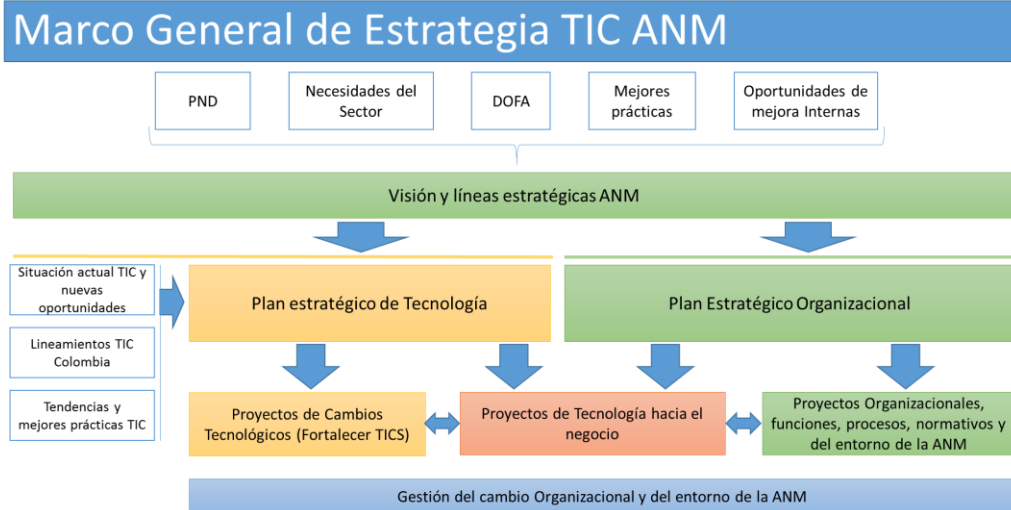 Marco General de Estrategia TIC ANM
PND
Necesidades del
Sector
DOFA
Mejores
prácticas
Oportunidades de
mejora Internas
Visión y líneas estratégicas ANM
Situación actual TIC y
nuevas
oportunidades
Lineamientos TIC
Colombia
Tendencias y
mejores prácticas TIC
Plan estratégico de Tecnología
Plan Estratégico Organizacional
Proyectos de Cambios
Tecnológicos (Fortalecer TICS)
Proyectos de Tecnología hacia el
negocio
Proyectos Organizacionales,
funciones, procesos, normativos y
del entorno de la ANM
Gestión del cambio Organizacional y del entorno de la ANM